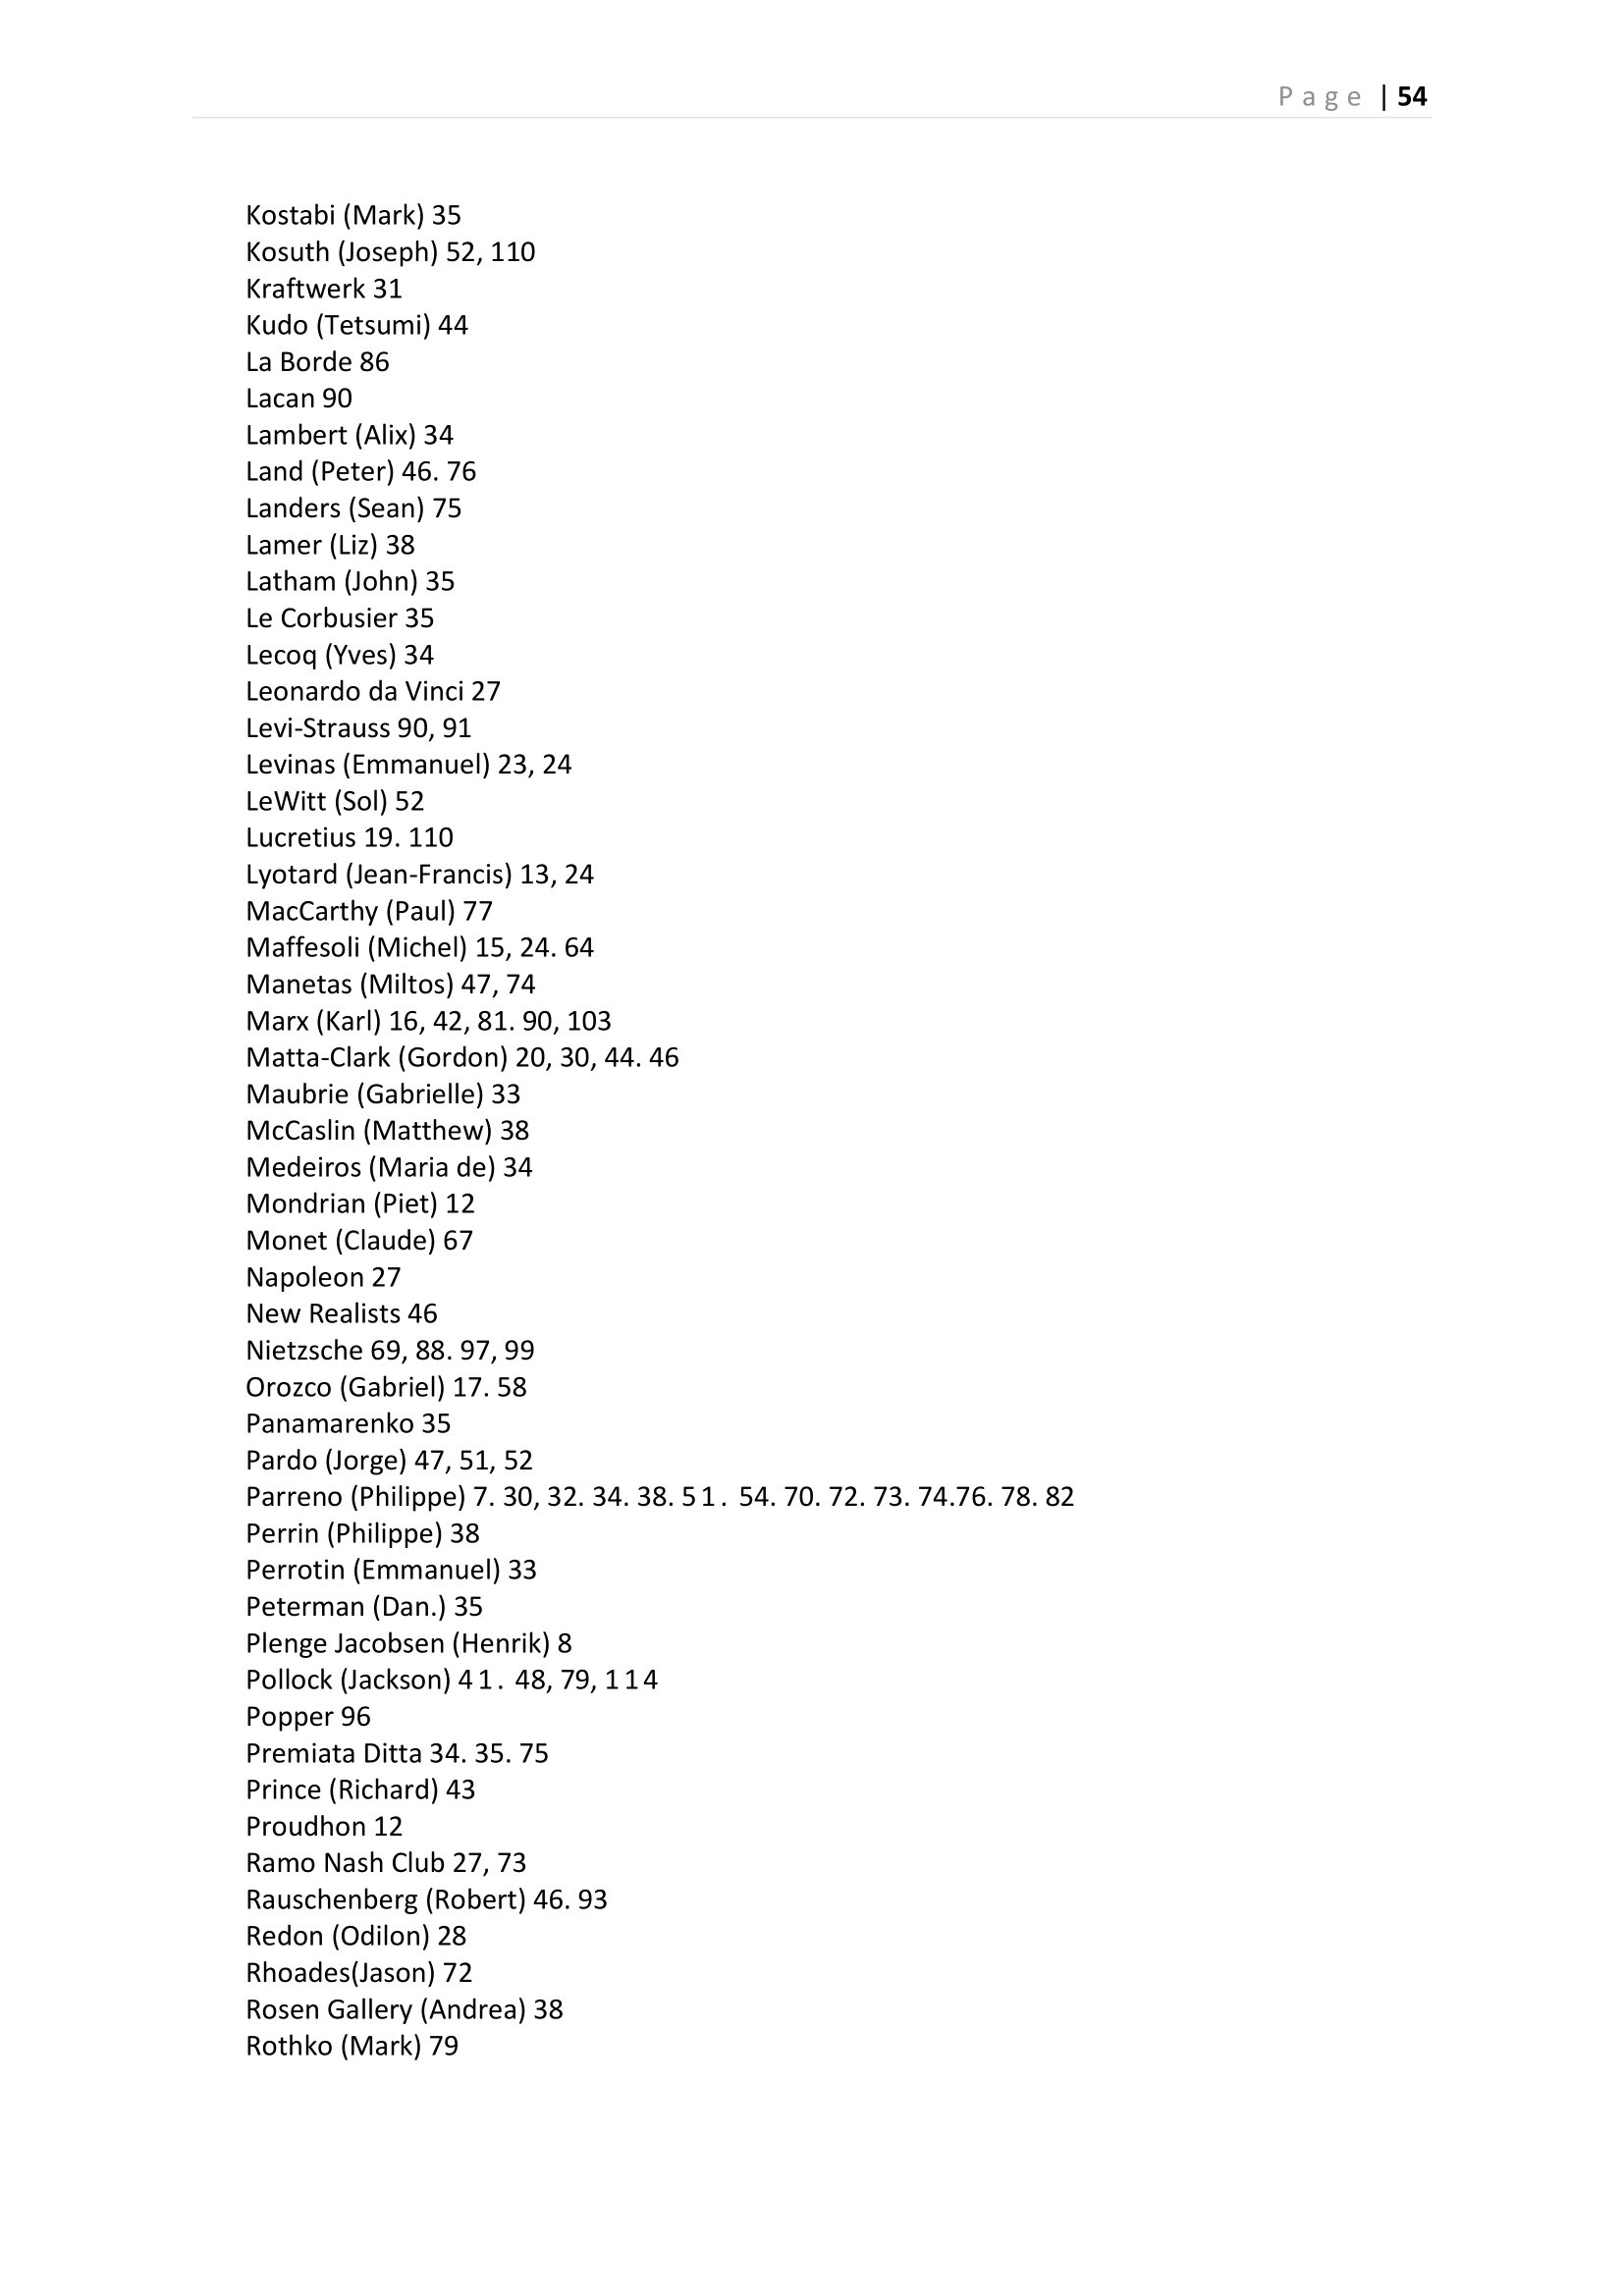 Page | 54
Kostabi (Mark) 35
Kosuth (Joseph) 52, 110
Kraftwerk 31
Kudo (Tetsumi) 44
La Borde 86
Lacan 90
Lambert (Alix) 34
Land (Peter) 46. 76
Landers (Sean) 75
Lamer (Liz) 38
Latham (John) 35
Le Corbusier 35
Lecoq (Yves) 34
Leonardo da Vinci 27
Levi-Strauss 90, 91
Levinas (Emmanuel) 23, 24
LeWitt (Sol) 52
Lucretius 19. 110
Lyotard (Jean-Francis) 13, 24
MacCarthy (Paul) 77
Maffesoli (Michel) 15, 24. 64
Manetas (Miltos) 47, 74
Marx (Karl) 16, 42, 81. 90, 103
Matta-Clark (Gordon) 20, 30, 44. 46
Maubrie (Gabrielle) 33
McCaslin (Matthew) 38
Medeiros (Maria de) 34
Mondrian (Piet) 12
Monet (Claude) 67
Napoleon 27
New Realists 46
Nietzsche 69, 88. 97, 99
Orozco (Gabriel) 17. 58
Panamarenko 35
Pardo (Jorge) 47, 51, 52
Parreno (Philippe) 7. 30, 32. 34. 38. 51. 54. 70. 72. 73. 74.76. 78. 82
Perrin (Philippe) 38
Perrotin (Emmanuel) 33
Peterman (Dan.) 35
Plenge Jacobsen (Henrik) 8
Pollock (Jackson) 41. 48, 79, 114
Popper 96
Premiata Ditta 34. 35. 75
Prince (Richard) 43
Proudhon 12
Ramo Nash Club 27, 73
Rauschenberg (Robert) 46. 93
Redon (Odilon) 28
Rhoades(Jason) 72
Rosen Gallery (Andrea) 38
Rothko (Mark) 79